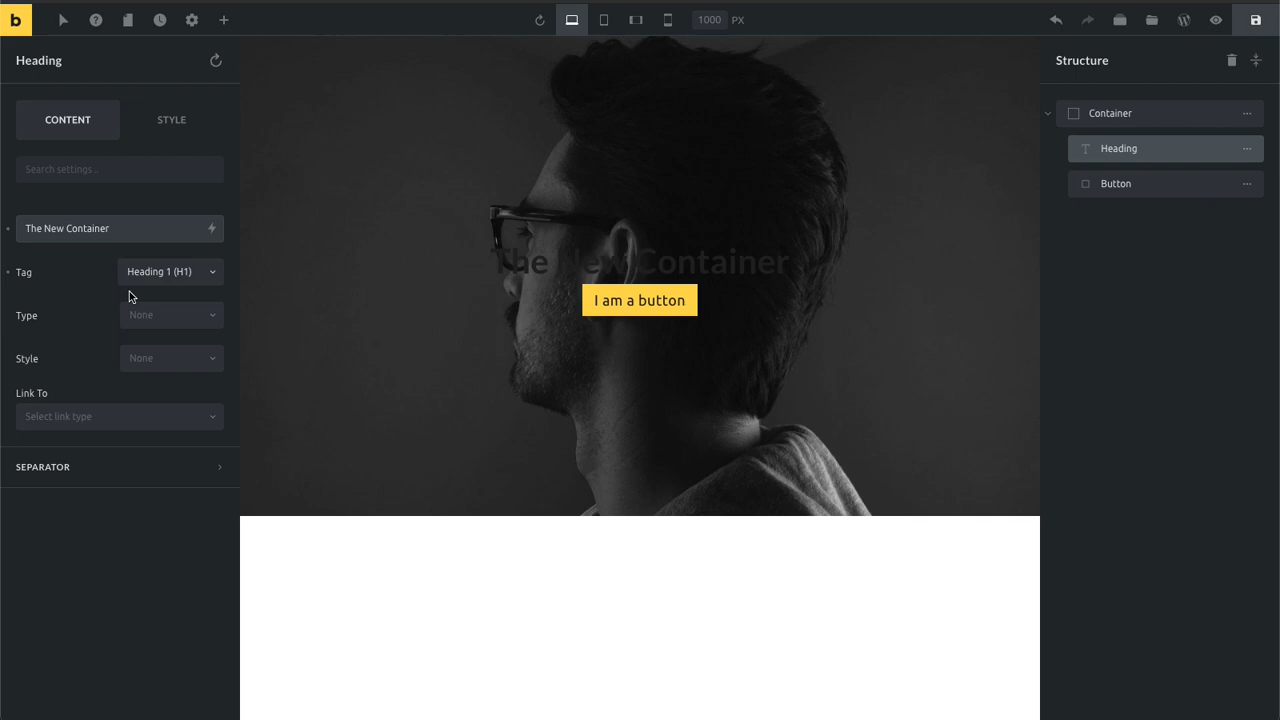 b
1000 PX
Heading
CONTENT
STYLE
Search settings ..
The New Container
Tag
Heading 1 (H1)
Type
None
Style
None
Link To
Select link type
SEPARATOR
The New Container
I am a button
Structure
Container
Heading
Button